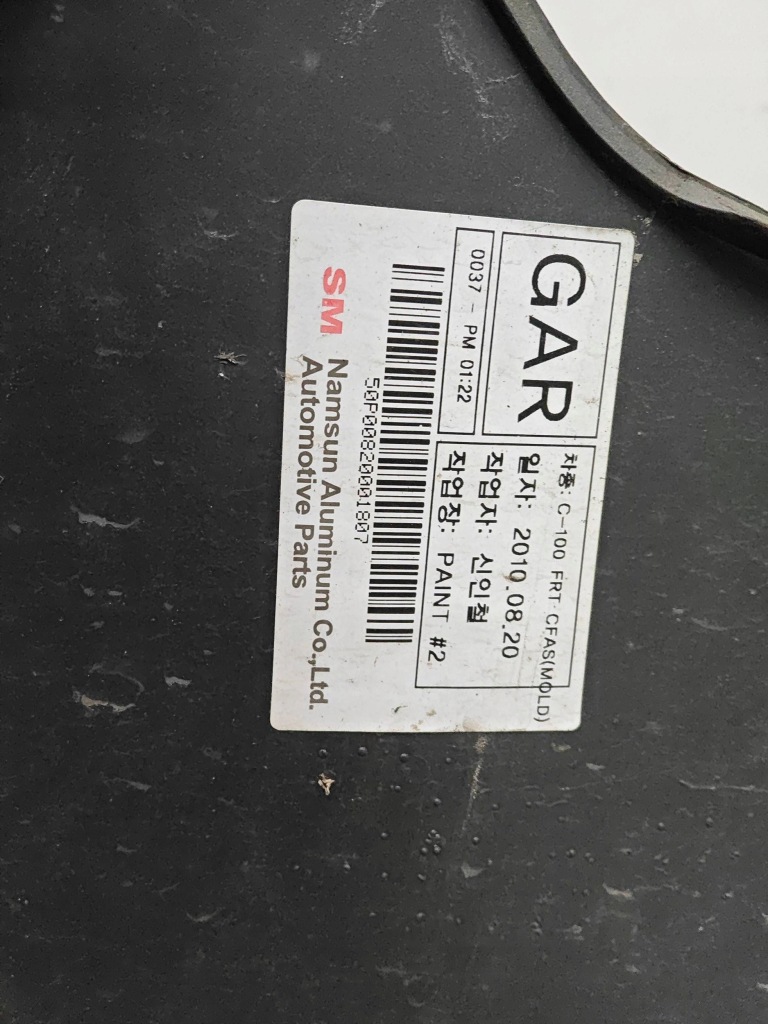 GAR
차종: C-100 FRT CFAS(MOLD)
일자: 2010.08.20
작업자: 신인철
작업장: PAINT #2
0037 - PM 01:22
50P00820001807
SM Namsun Aluminum Co.,Ltd.
Automotive Parts